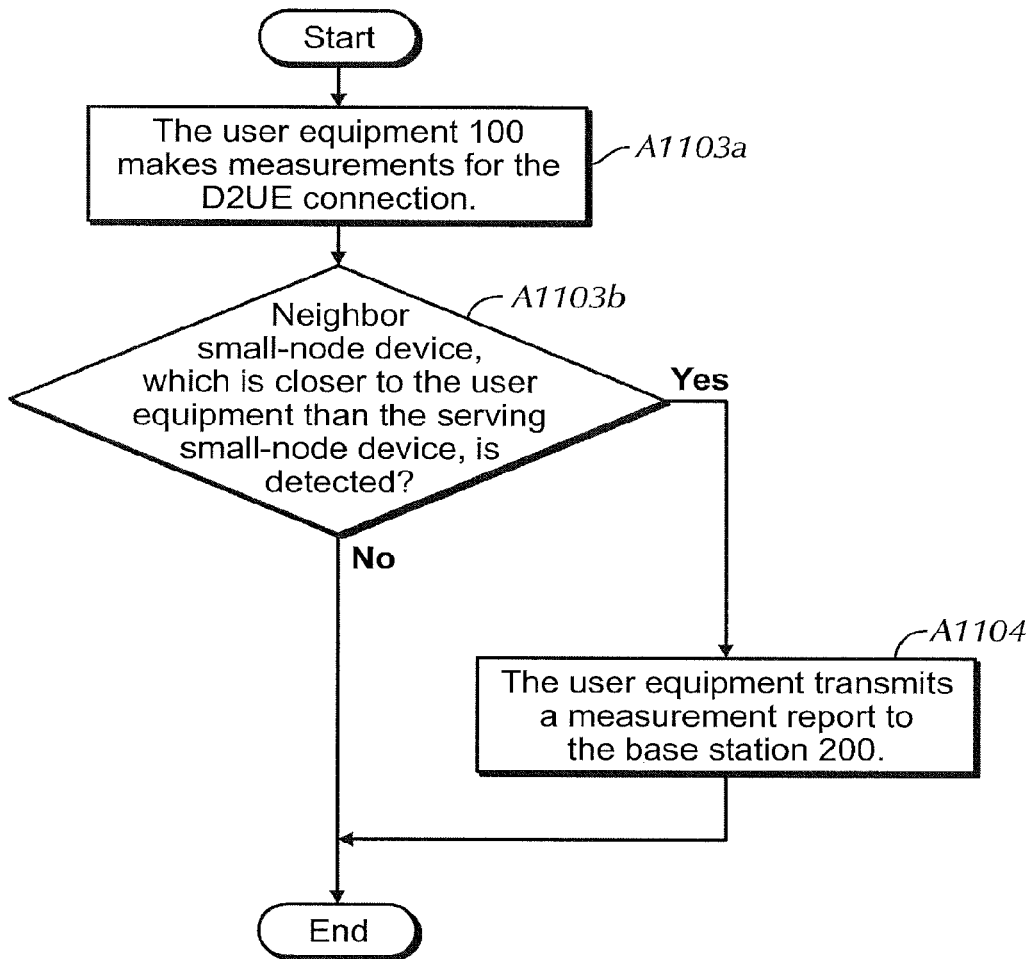 Start
The user equipment 100
makes measurements for the
D2UE connection.
A1103a
A1103b
Neighbor
small-node device,
which is closer to the user
equipment than the serving
small-node device, is
detected?
Yes
No
A1104
The user equipment transmits
a measurement report to
the base station 200.
End